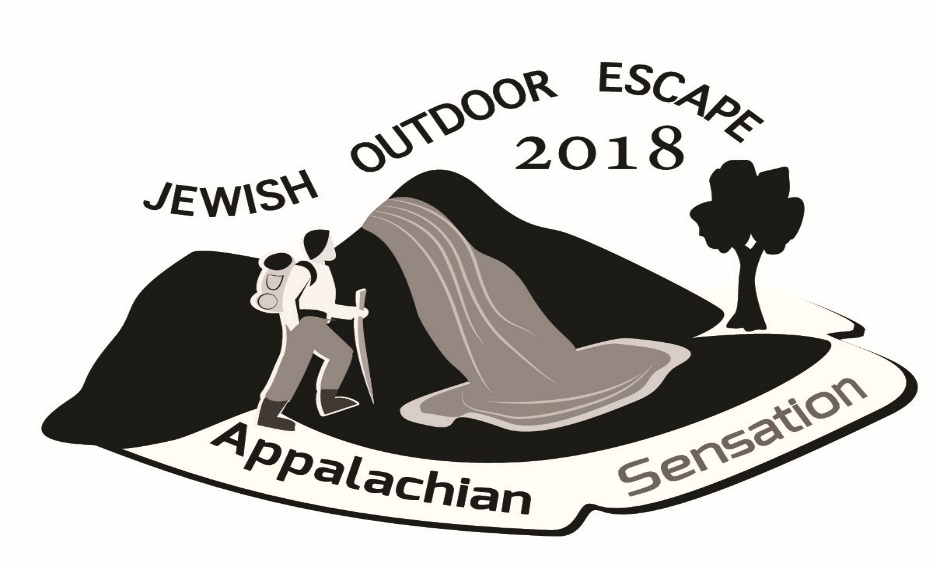 JEWISH OUTDOOR ESCAPE
2018
Appalachian Sensation